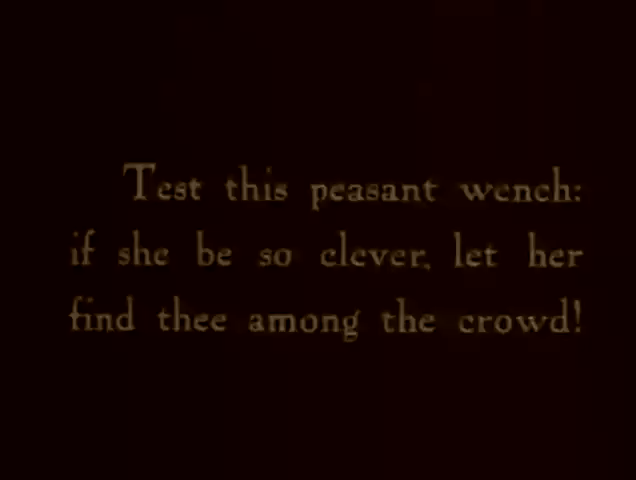 Test this peasant wench:
if she be so clever, let her
find thee among the crowd!